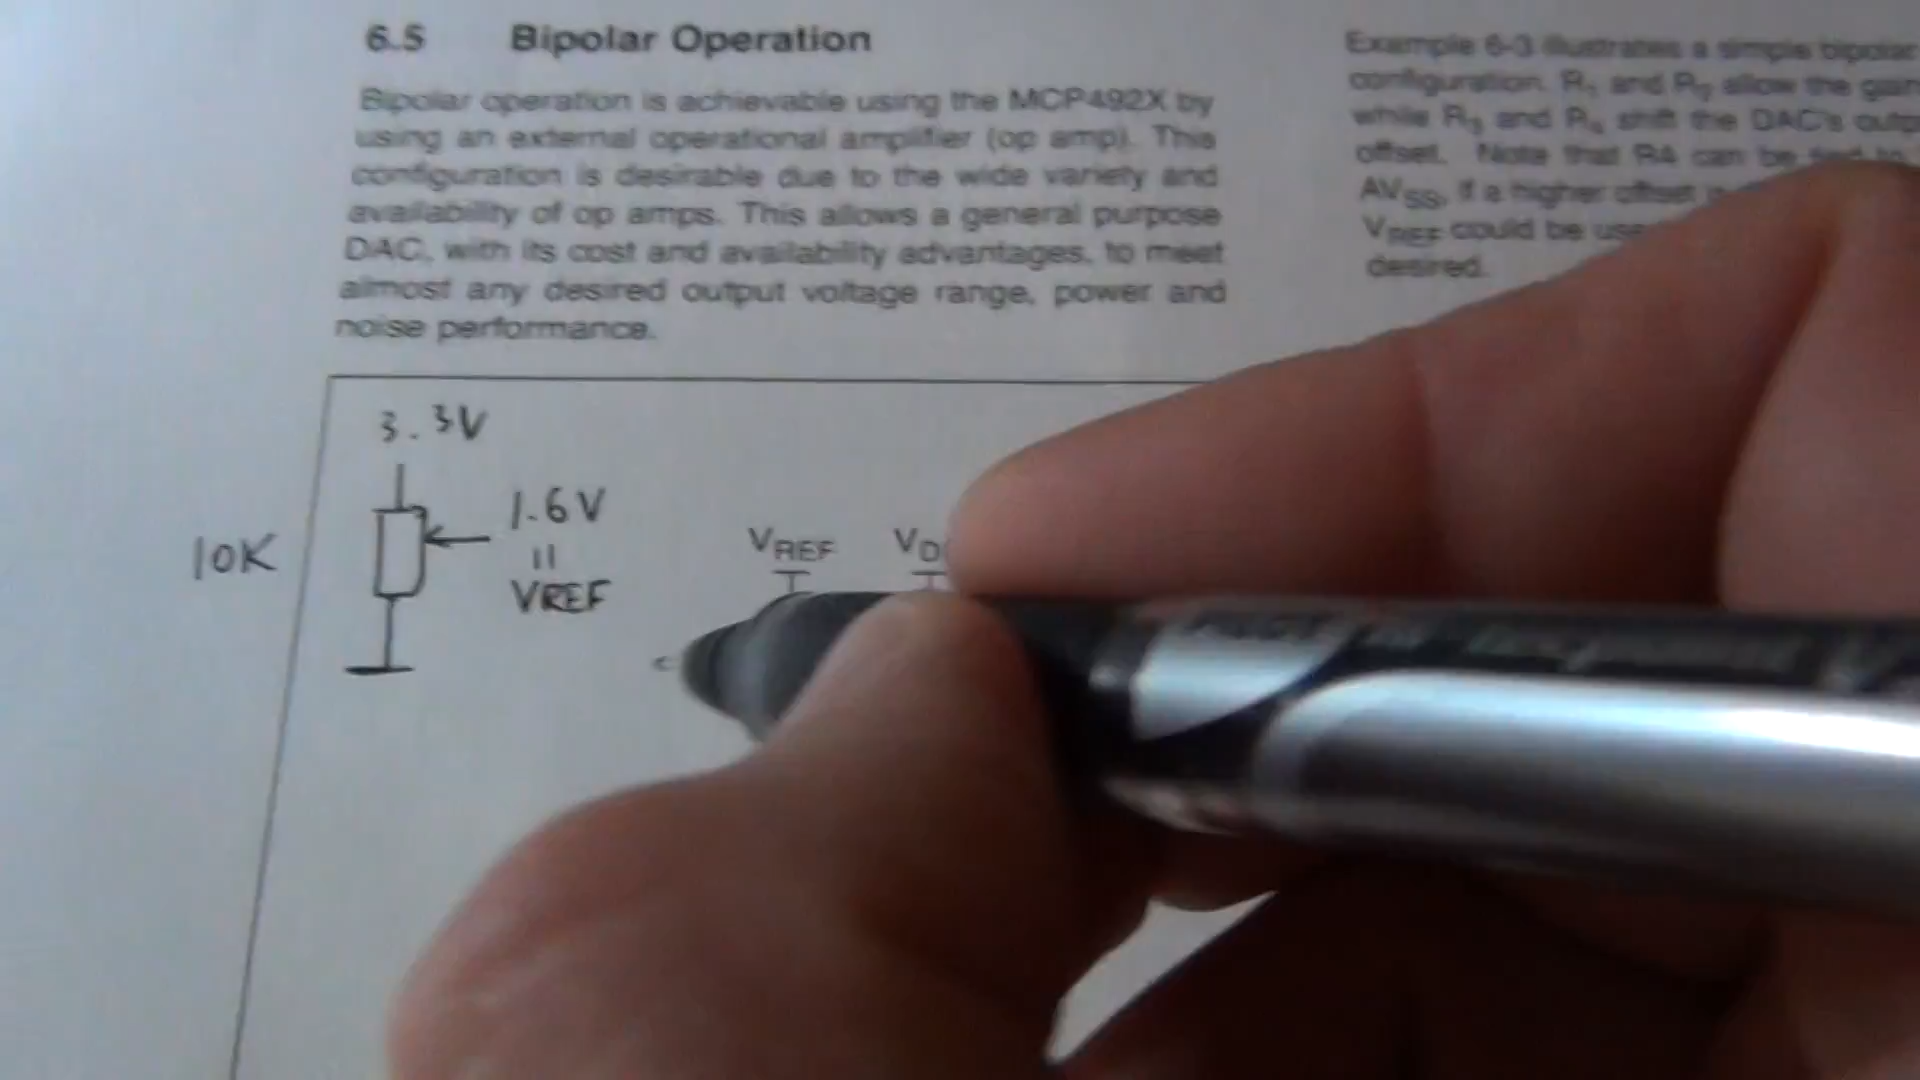 6.5 Bipolar Operation
Bipolar operation is achievable using the MCP492X by
using an external operational amplifier (op amp). This
configuration is desirable due to the wide variety and
availability of op amps. This allows a general purpose
DAC, with its cost and availability advantages, to meet
almost any desired output voltage range, power and
noise performance.
Example 6-3 illustrates a simple bipolar
configuration. R1 and R2 allow the gain
while R3 and R4 shift the DAC's outp
offset. Note that R4 can be tied to
AVSS, if a higher offset
VREF could be use
desired.
3.3V
10K
1.6V
=
VREF
VREF VD